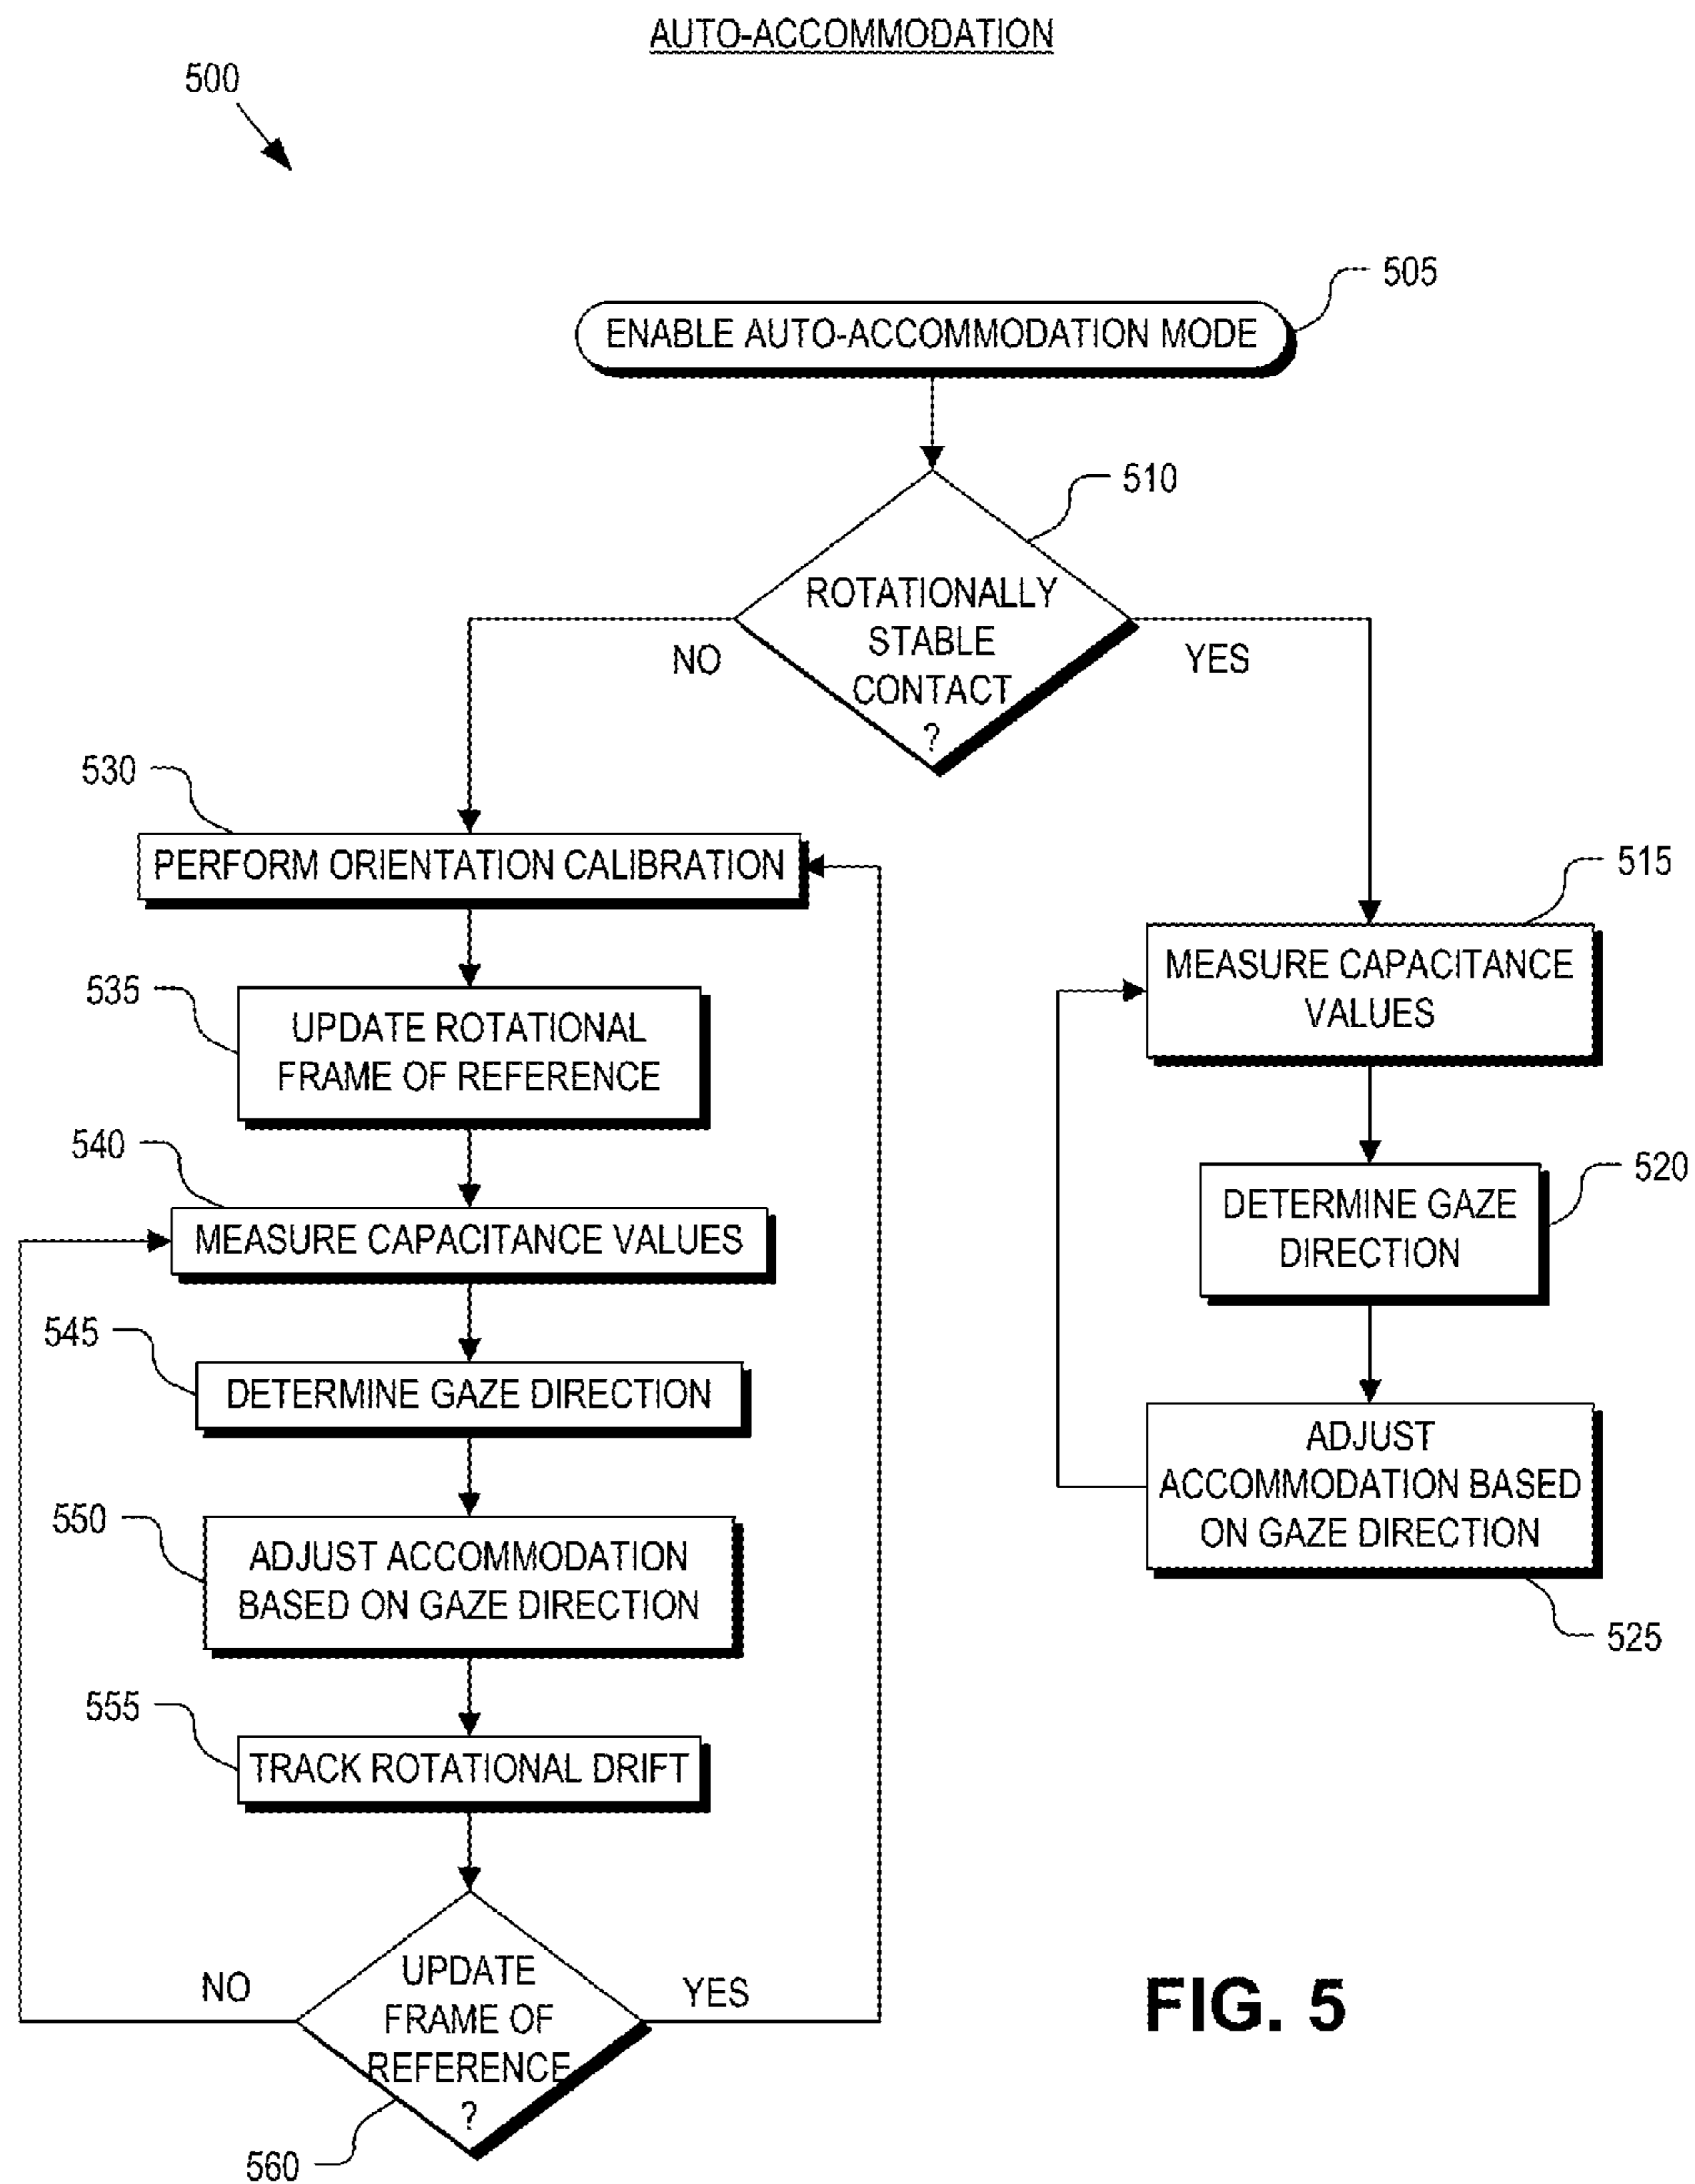 AUTO-ACCOMMODATION
500
505
ENABLE AUTO-ACCOMMODATION MODE
510
ROTATIONALLY
STABLE
CONTACT
?
NO
YES
530
PERFORM ORIENTATION CALIBRATION
535
UPDATE ROTATIONAL
FRAME OF REFERENCE
540
MEASURE CAPACITANCE VALUES
545
DETERMINE GAZE DIRECTION
550
ADJUST ACCOMMODATION
BASED ON GAZE DIRECTION
555
TRACK ROTATIONAL DRIFT
NO
UPDATE
FRAME OF
REFERENCE
?
YES
560
515
MEASURE CAPACITANCE
VALUES
520
DETERMINE GAZE
DIRECTION
ADJUST
ACCOMMODATION BASED
ON GAZE DIRECTION
525
FIG. 5